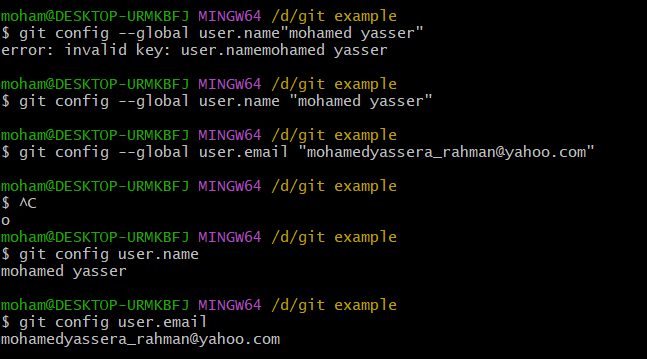 moham@DESKTOP-URMKBFJ MINGW64 /d/git example
$ git config --global user.name"mohamed yasser"
error: invalid key: user.namemohamed yasser
moham@DESKTOP-URMKBFJ MINGW64 /d/git example
$ git config --global user.name "mohamed yasser"
moham@DESKTOP-URMKBFJ MINGW64 /d/git example
$ git config --global user.email "mohamedyassera_rahman@yahoo.com"
moham@DESKTOP-URMKBFJ MINGW64 /d/git example
$ ^C
o
moham@DESKTOP-URMKBFJ MINGW64 /d/git example
$ git config user.name
mohamed yasser
moham@DESKTOP-URMKBFJ MINGW64 /d/git example
$ git config user.email
mohamedyassera_rahman@yahoo.com